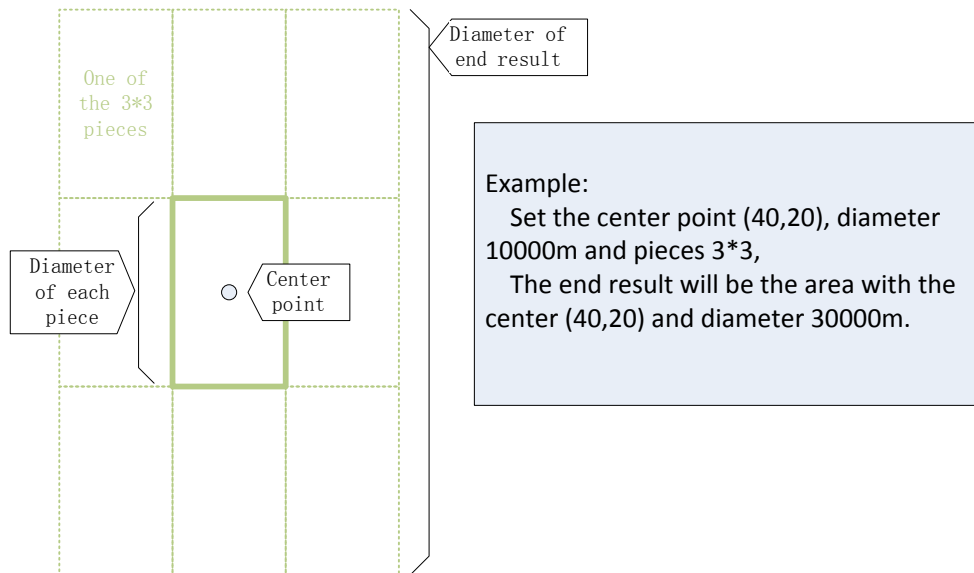 Diameter of
end result
One of
the 3*3
pieces
Diameter
of each
piece
Center
point
Example:
Set the center point (40,20), diameter
10000m and pieces 3*3,
The end result will be the area with the
center (40,20) and diameter 30000m.